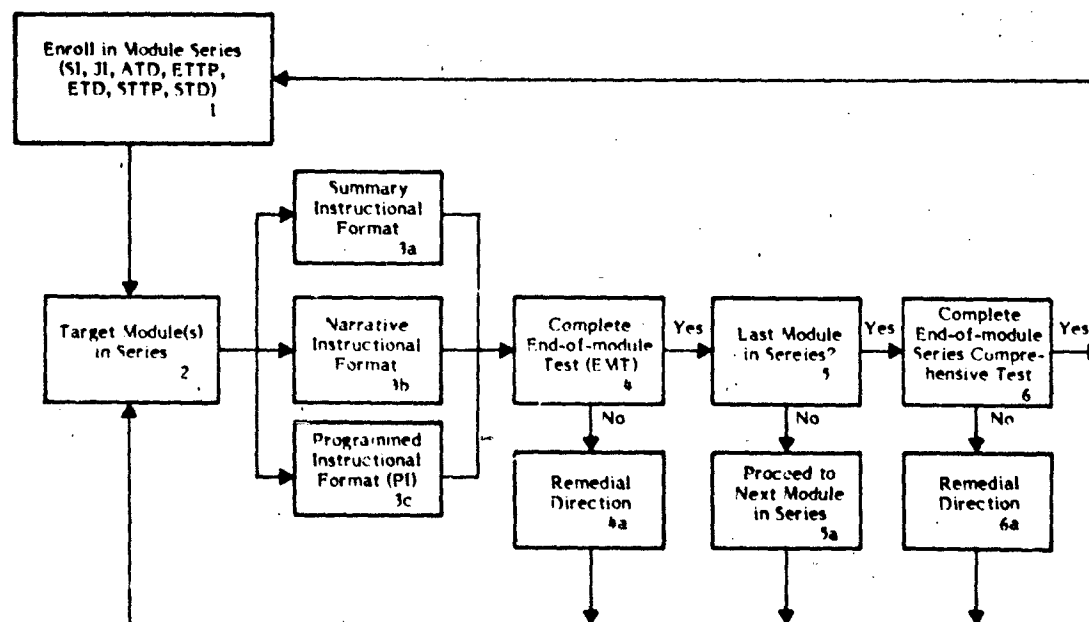 Enroll in Module Series
(SI, JI, ATD, ETTP,
ETD, STTP, STD)
1
Summary
Instructional
Format
3a
Target Module(s)
in Series
2
Narrative
Instructional
Format
3b
Complete
End-of-module
Test (EMT)
4
Yes
Last Module
in Sereies?
5
Yes
Complete
End-of-module
Series Compre-
hensive Test
6
Yes
No
No
No
Programmed
Instructional
Format (PI)
3c
Remedial
Direction
4a
Proceed to
Next Module
in Series
5a
Remedial
Direction
6a